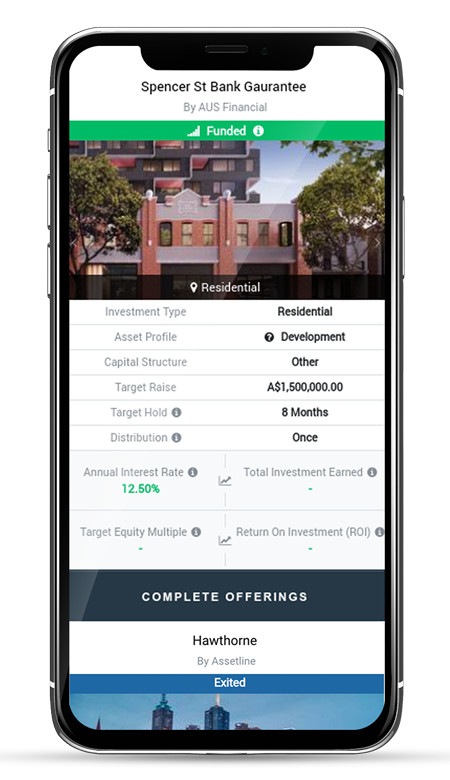 Spencer St Bank Gaurantee
By AUS Financial
Funded
Residential
Investment Type Residential
Asset Profile Development
Capital Structure Other
Target Raise A$1,500,000.00
Target Hold 8 Months
Distribution Once
Annual Interest Rate Total Investment Earned
12.50% -
Target Equity Multiple Return On Investment (ROI)
- -
COMPLETE OFFERINGS
Hawthorne
By Assetline
Exited